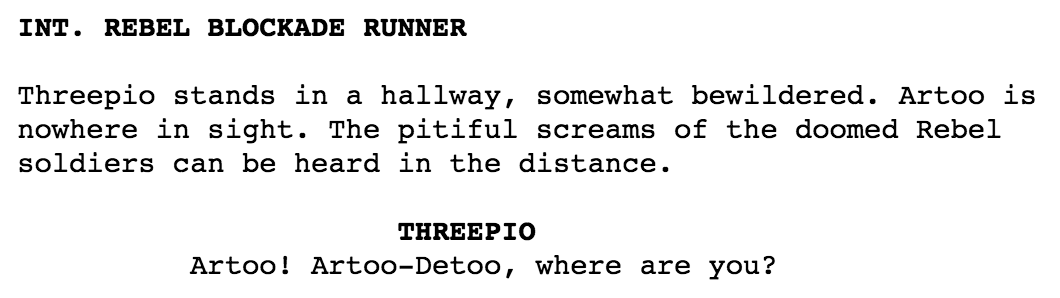 INT. REBEL BLOCKADE RUNNER
Threepio stands in a hallway, somewhat bewildered. Artoo is
nowhere in sight. The pitiful screams of the doomed Rebel
soldiers can be heard in the distance.
THREEPIO
Artoo! Artoo-Detoo, where are you?